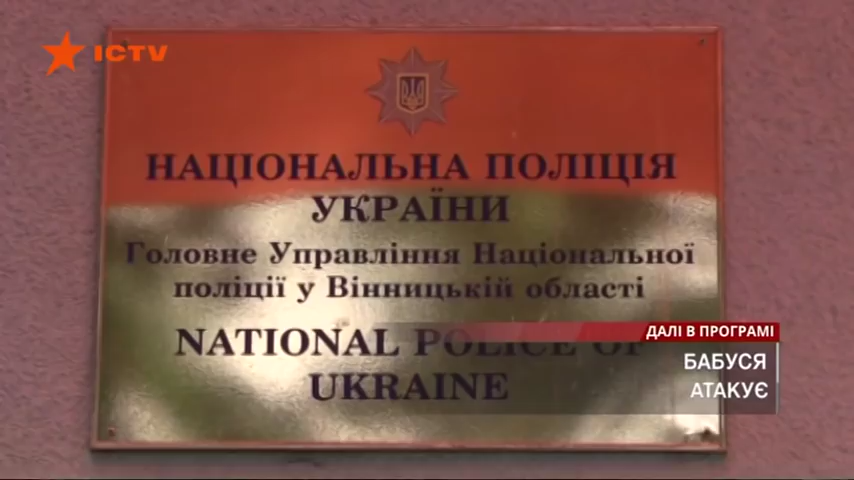 ICTV
НАЦІОНАЛЬНА ПОЛІЦІЯ
УКРАЇНИ
Головне Управління Національної
поліції у Вінницькій області
NATIONAL POLICE OF
UKRAINE
ДАЛІ В ПРОГРАМІ
БАБУСЯ
АТАКУЄ